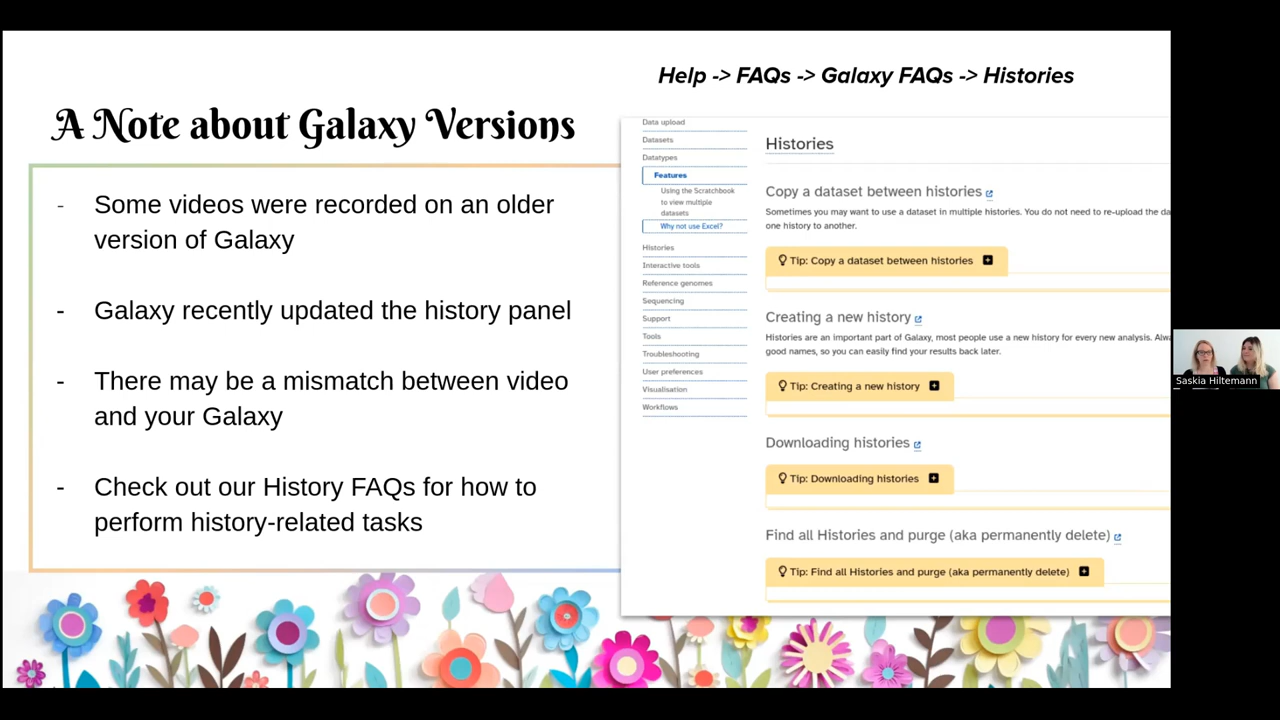 Help -> FAQs -> Galaxy FAQs -> Histories
A Note about Galaxy Versions
- Some videos were recorded on an older
version of Galaxy
- Galaxy recently updated the history panel
- There may be a mismatch between video
and your Galaxy
- Check out our History FAQs for how to
perform history-related tasks
Data upload
Datasets
Datatypes
Features
Using the Scratchbook
to view multiple
datasets
Why not use Excel?
Histories
Interactive tools
Reference genomes
Sequencing
Support
Tools
Troubleshooting
User preferences
Visualisation
Workflows
Histories
Copy a dataset between histories
Sometimes you may want to use a dataset in multiple histories. You do not need to re-upload the da
one history to another.
Tip: Copy a dataset between histories
Creating a new history
Histories are an important part of Galaxy, most people use a new history for every new analysis. Alwa
good names, so you can easily find your results back later.
Tip: Creating a new history
Downloading histories
Tip: Downloading histories
Find all Histories and purge (aka permanently delete)
Tip: Find all Histories and purge (aka permanently delete)
Saskia Hiltemann